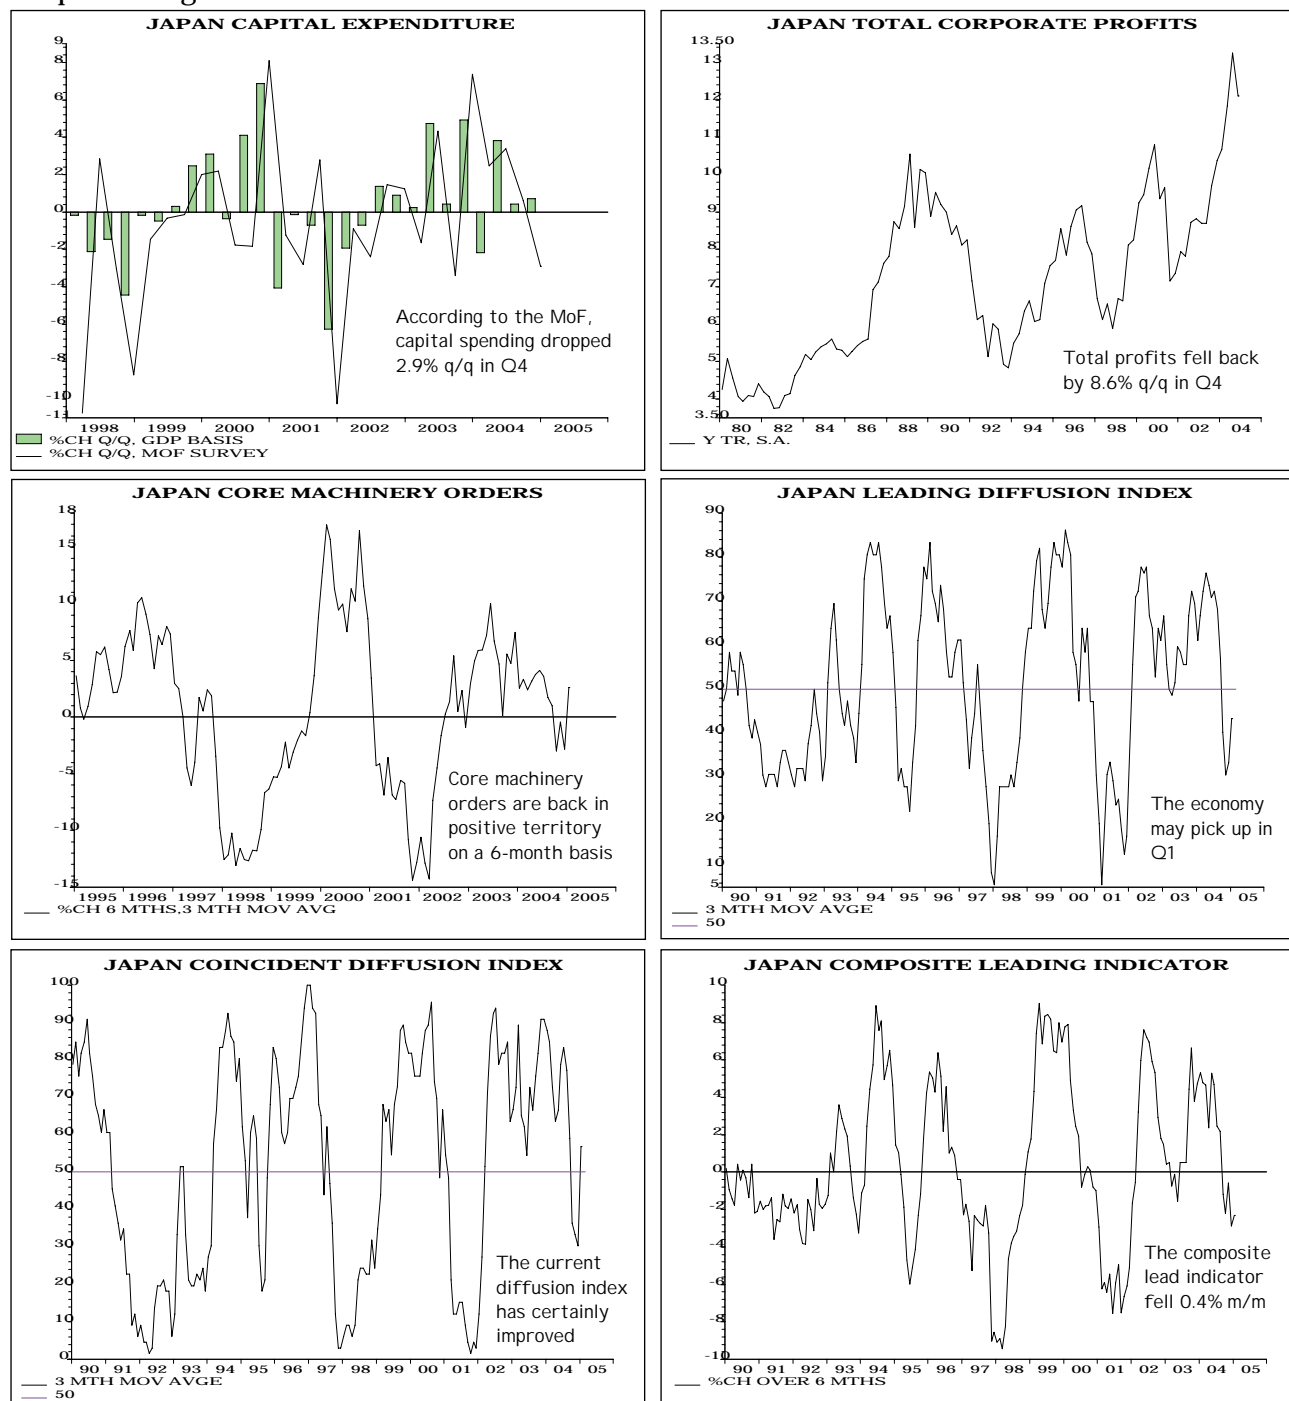 JAPAN CAPITAL EXPENDITURE
9
8
6
4
2
0
-2
-4
-6
-8
-10
-11
According to the MoF,
capital spending dropped
2.9% q/q in Q4
1998 1999 2000 2001 2002 2003 2004 2005
%CH Q/Q, GDP BASIS
%CH Q/Q, MOF SURVEY
JAPAN TOTAL CORPORATE PROFITS
13.50
13
12
11
10
9
8
7
6
5
4
3.50
Total profits fell back
by 8.6% q/q in Q4
80 82 84 86 88 90 92 94 96 98 00 02 04
Y TR, S.A.
JAPAN CORE MACHINERY ORDERS
18
15
10
5
0
-5
-10
-15
Core machinery
orders are back in
positive territory
on a 6-month basis
1995 1996 1997 1998 1999 2000 2001 2002 2003 2004 2005
%CH 6 MTHS,3 MTH MOV AVG
JAPAN LEADING DIFFUSION INDEX
90
80
70
60
50
40
30
20
10
5
The economy
may pick up in
Q1
90 91 92 93 94 95 96 97 98 99 00 01 02 03 04 05
3 MTH MOV AVGE
50
JAPAN COINCIDENT DIFFUSION INDEX
100
90
80
70
60
50
40
30
20
10
0
The current
diffusion index
has certainly
improved
90 91 92 93 94 95 96 97 98 99 00 01 02 03 04 05
3 MTH MOV AVGE
50
JAPAN COMPOSITE LEADING INDICATOR
10
8
6
4
2
0
-2
-4
-6
-8
-10
The composite
lead indicator
fell 0.4% m/m
90 91 92 93 94 95 96 97 98 99 00 01 02 03 04 05
%CH OVER 6 MTHS